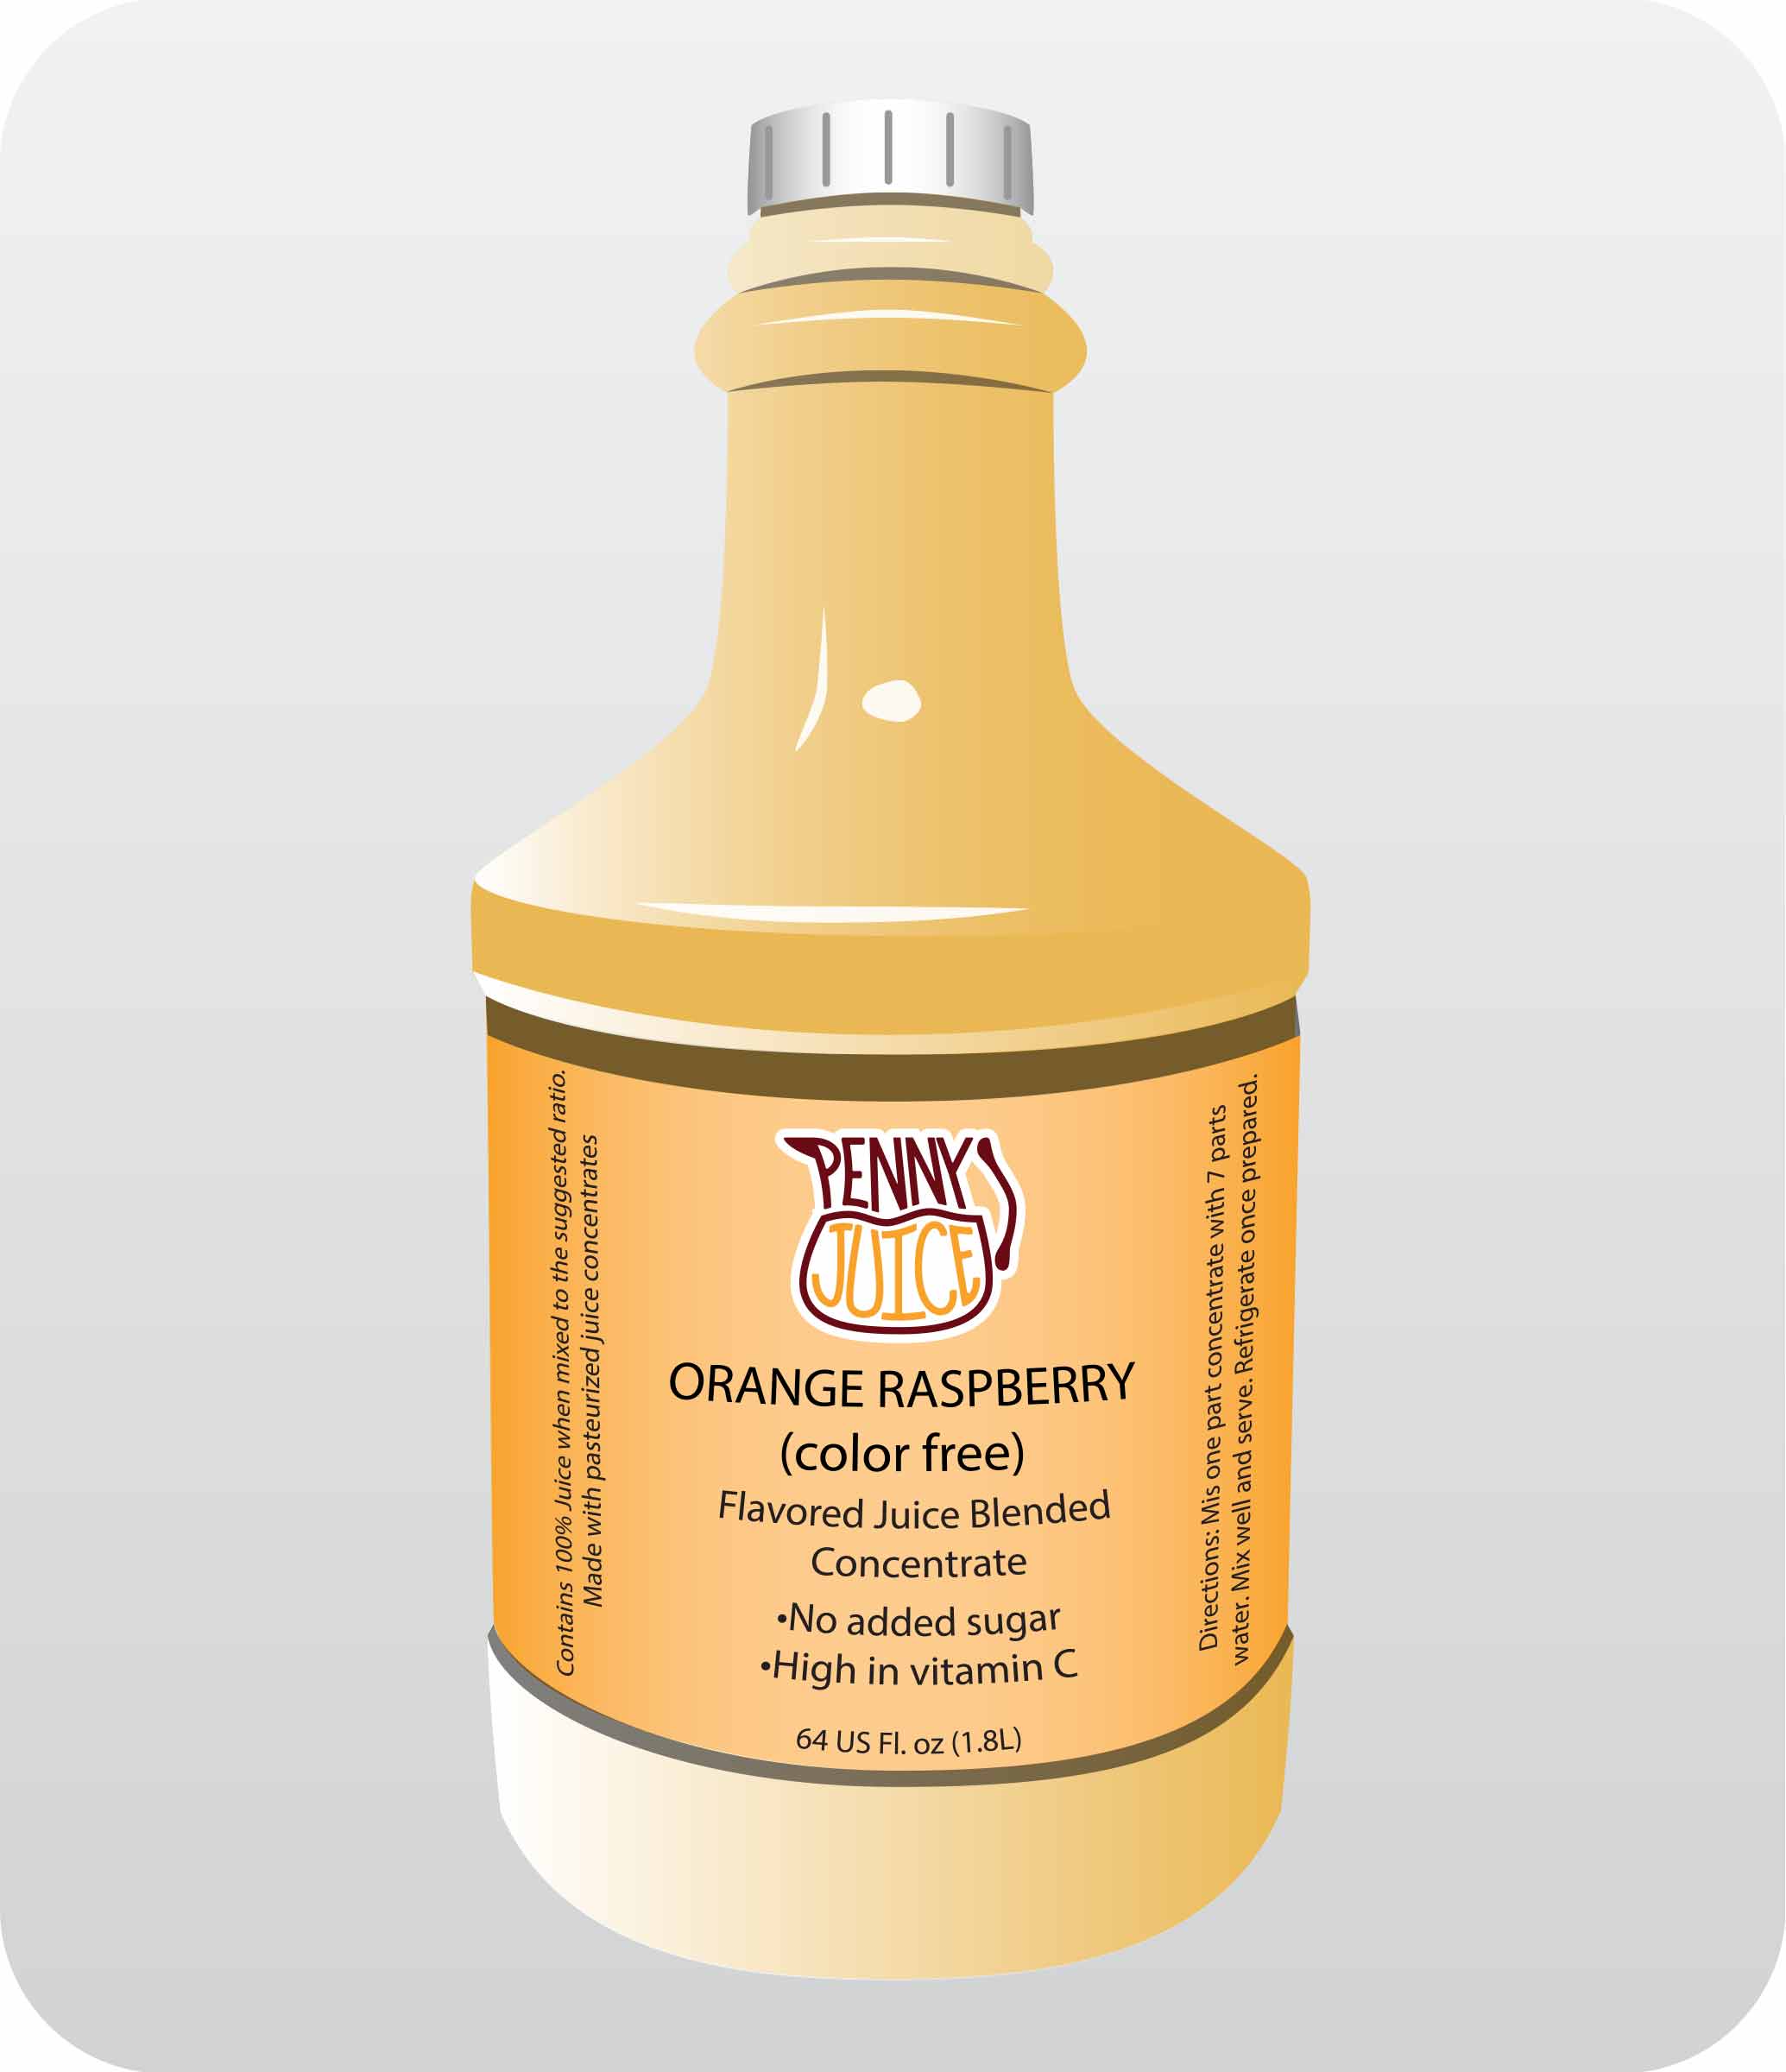 PENNY
JUICE
ORANGE RASPBERRY
(color free)
Flavored Juice Blended
Concentrate
•No added sugar
•High in vitamin C
64 US Fl. oz (1.8L)
Contains 100% Juice when mixed to the suggested ratio.
Made with pasteurized juice concentrates
Directions: Mis one part concentrate with 7 parts
water. Mix well and serve. Refrigerate once prepared.